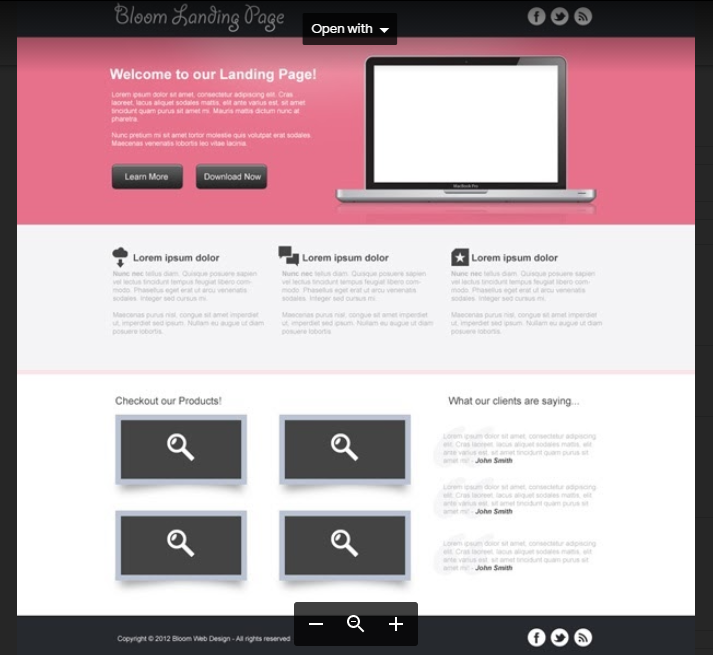 Bloom Landing Page
Open with
Welcome to our Landing Page!
Lorem ipsum dolor sit amet, consectetur adipiscing elit. Cras
laoreet, lacus aliquet sodales mattis, elit ante varius est, sit amet
tincidunt quam purus sit amet mi. Mauris mattis dictum nunc at
pharetra.
Nunc pretium mi sit amet tortor molestie quis volutpat erat sodales.
Maecenas venenatis lobortis leo vitae lacinia.
Learn More
Download Now
MacBook Pro
Lorem ipsum dolor
Nunc nec tellus diam. Quisque posuere sapien
vel lectus tincidunt tempus feugiat libero com-
modo. Phasellus eget erat ut arcu venenatis
sodales. Integer sed cursus mi.
Maecenas purus nisl, congue sit amet imperdiet
ut, imperdiet sed ipsum. Nullam eu augue ut diam
posuere lobortis.
Lorem ipsum dolor
Nunc nec tellus diam. Quisque posuere sapien
vel lectus tincidunt tempus feugiat libero com-
modo. Phasellus eget erat ut arcu venenatis
sodales. Integer sed cursus mi.
Maecenas purus nisl, congue sit amet imperdiet
ut, imperdiet sed ipsum. Nullam eu augue ut diam
posuere lobortis.
Lorem ipsum dolor
Nunc nec tellus diam. Quisque posuere sapien
vel lectus tincidunt tempus feugiat libero com-
modo. Phasellus eget erat ut arcu venenatis
sodales. Integer sed cursus mi.
Maecenas purus nisl, congue sit amet imperdiet
ut, imperdiet sed ipsum. Nullam eu augue ut diam
posuere lobortis.
Checkout our Products!
What our clients are saying...
Lorem ipsum dolor sit amet, consectetur adipiscing
elit. Cras laoreet, lacus aliquet sodales mattis, elit
ante varius est, sit amet tincidunt quam purus sit
amet mi! - John Smith
Lorem ipsum dolor sit amet, consectetur adipiscing
elit. Cras laoreet, lacus aliquet sodales mattis, elit
ante varius est, sit amet tincidunt quam purus sit
amet mi! - John Smith
Lorem ipsum dolor sit amet, consectetur adipiscing
elit. Cras laoreet, lacus aliquet sodales mattis, elit
ante varius est, sit amet tincidunt quam purus sit
amet mi! - John Smith
Copyright © 2012 Bloom Web Design - All rights reserved